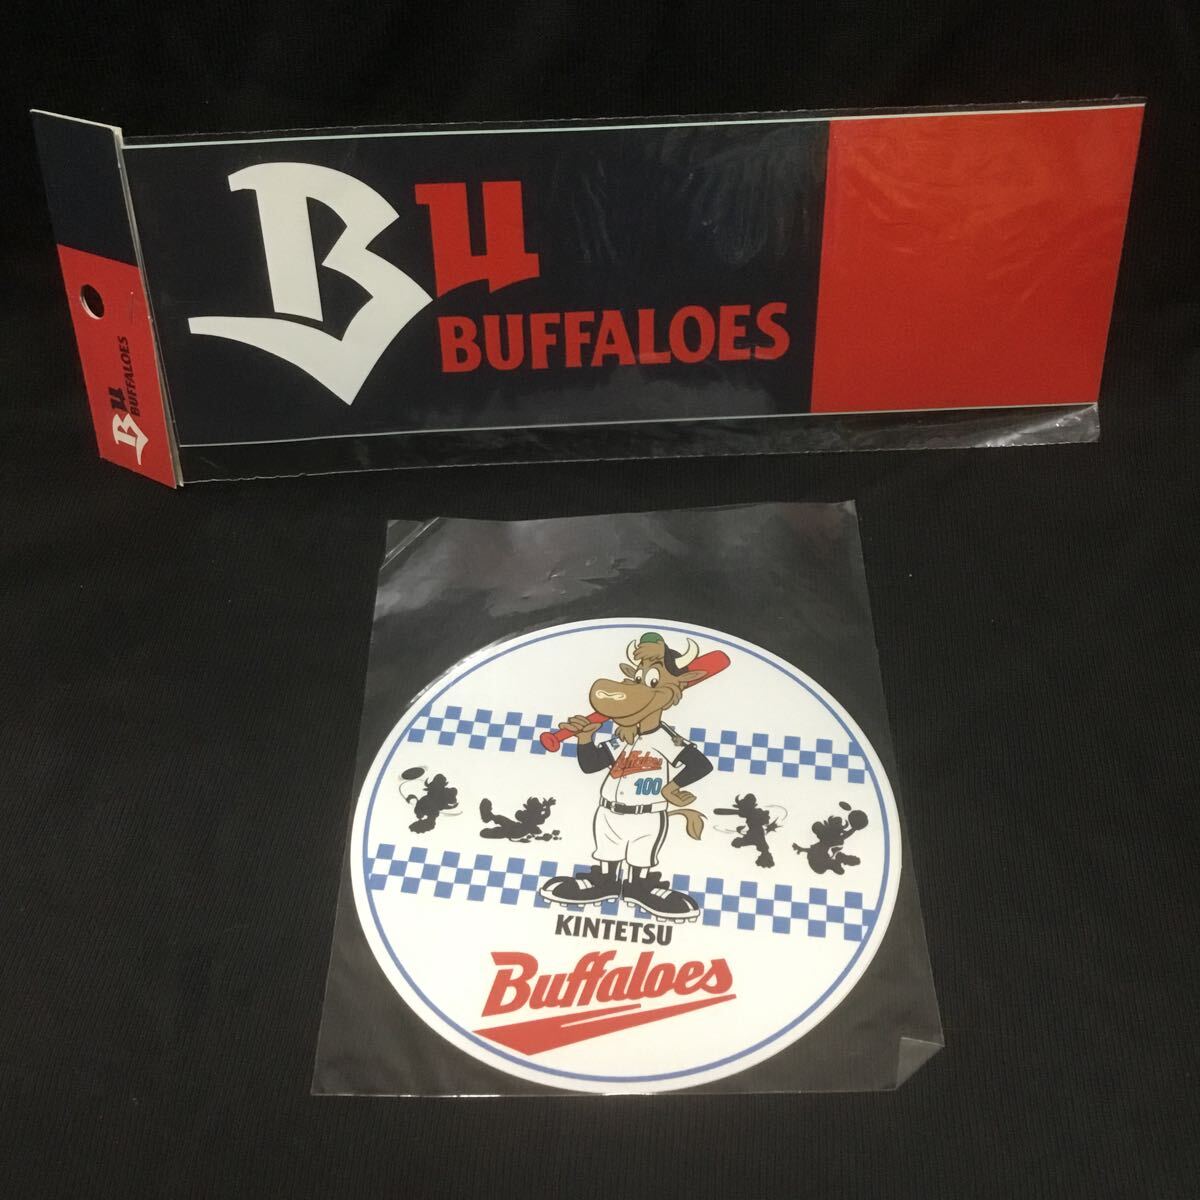 Bu
BUFFALOES
Bu
BUFFALOES
Buffaloes
100
KINTETSU
Buffaloes